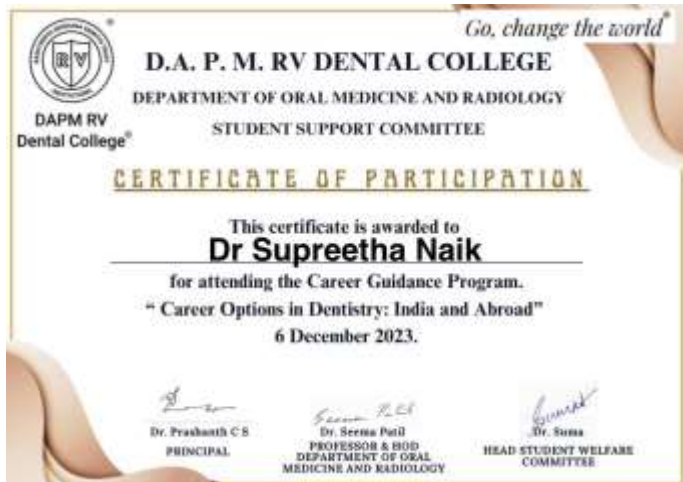 Go, change the world®
RV
DAPM RV
Dental College®
D.A. P. M. RV DENTAL COLLEGE
DEPARTMENT OF ORAL MEDICINE AND RADIOLOGY
STUDENT SUPPORT COMMITTEE
CERTIFICATE OF PARTICIPATION
This certificate is awarded to
Dr Supreetha Naik
for attending the Career Guidance Program.
“ Career Options in Dentistry: India and Abroad”
6 December 2023.
Seema Patil
Dr. Prashanth C S
PRINCIPAL
Dr. Seema Patil
PROFESSOR & HOD
DEPARTMENT OF ORAL
MEDICINE AND RADIOLOGY
Dr. Suma
HEAD STUDENT WELFARE
COMMITTEE